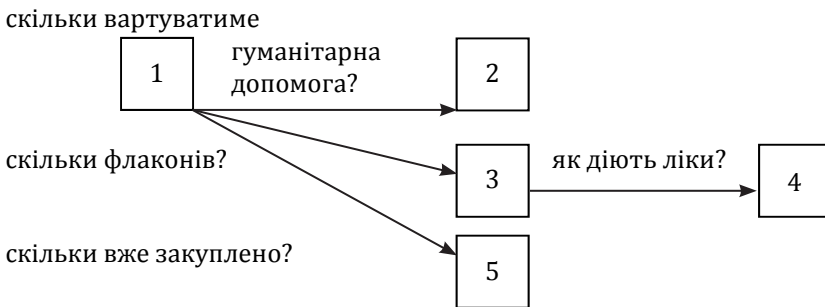 скільки вартуватиме
гуманітарна
допомога?
1
2
скільки флаконів?
3
як діють ліки?
4
скільки вже закуплено?
5